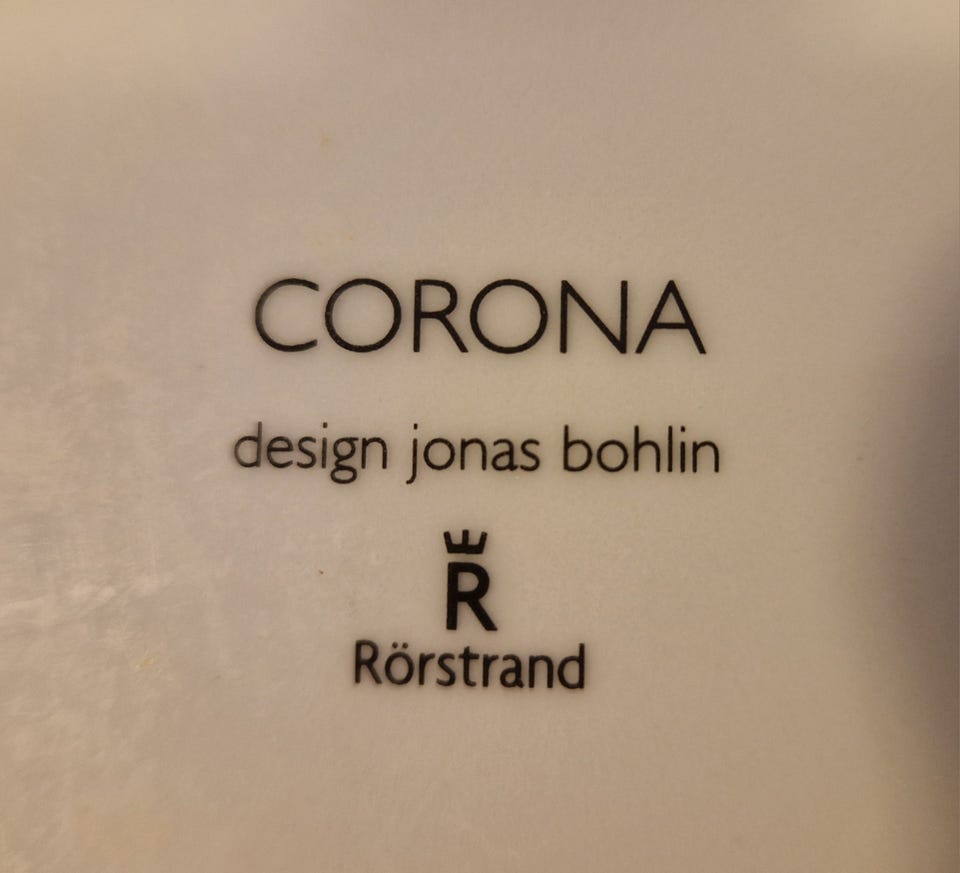 CORONA
design jonas bohlin
R
Rörstrand